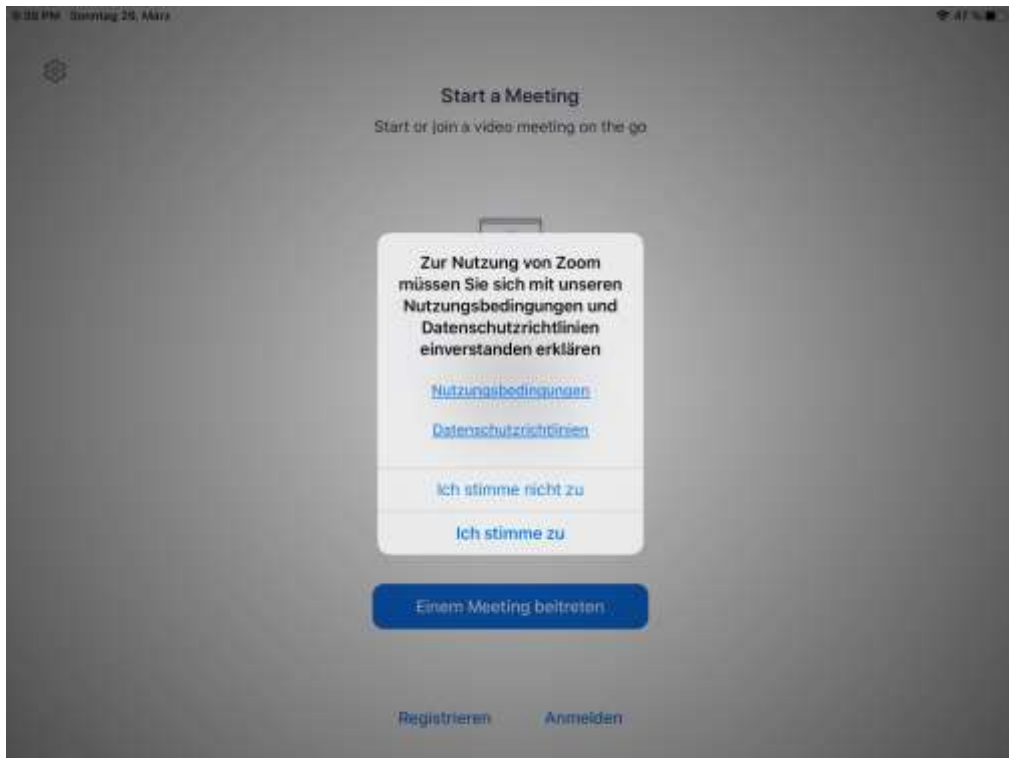 Sonntag 29. März
47 %
Start a Meeting
Start or join a video meeting on the go
Zur Nutzung von Zoom
müssen Sie sich mit unseren
Nutzungsbedingungen und
Datenschutzrichtlinien
einverstanden erklären
Nutzungsbedingungen
Datenschutzrichtlinien
Ich stimme nicht zu
Ich stimme zu
Einem Meeting beitreten
Registrieren Anmelden